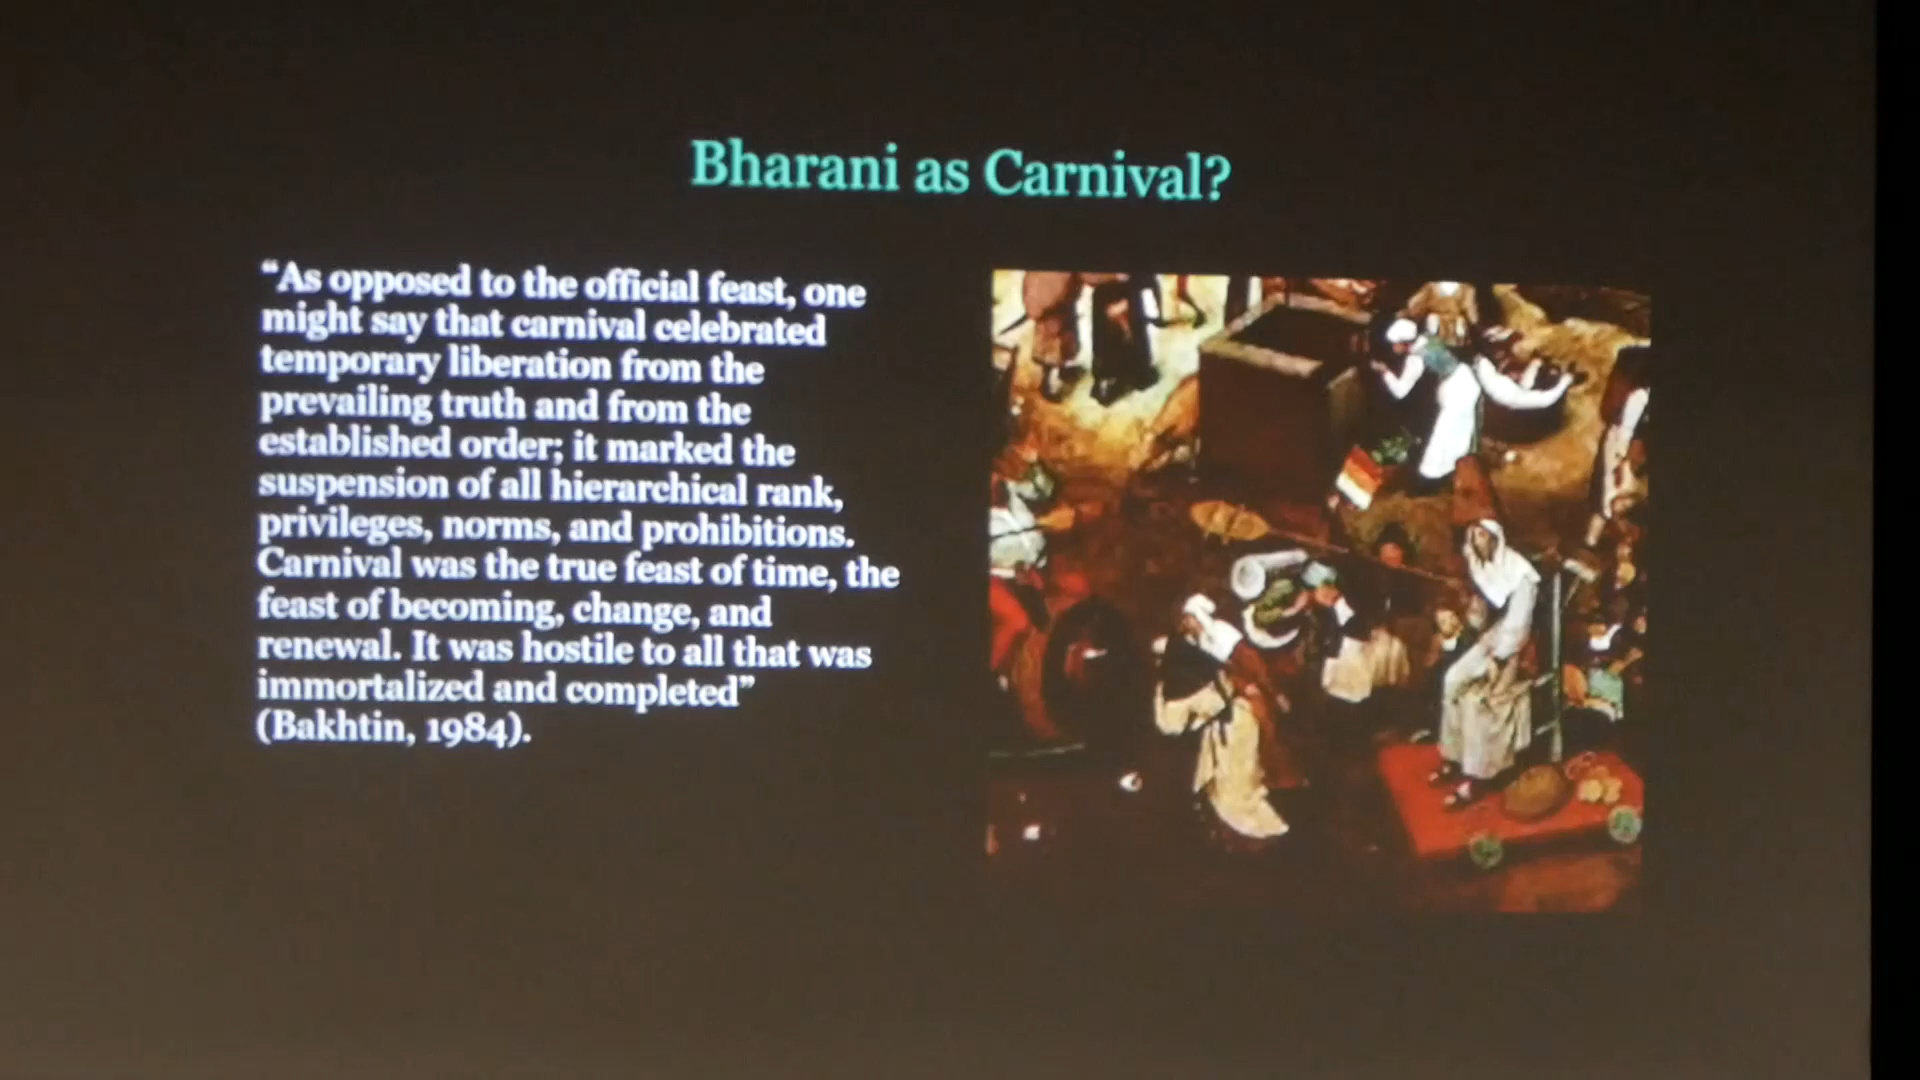 Bharani as Carnival?
“As opposed to the official feast, one
might say that carnival celebrated
temporary liberation from the
prevailing truth and from the
established order; it marked the
suspension of all hierarchical rank,
privileges, norms, and prohibitions.
Carnival was the true feast of time, the
feast of becoming, change, and
renewal. It was hostile to all that was
immortalized and completed”
(Bakhtin, 1984).